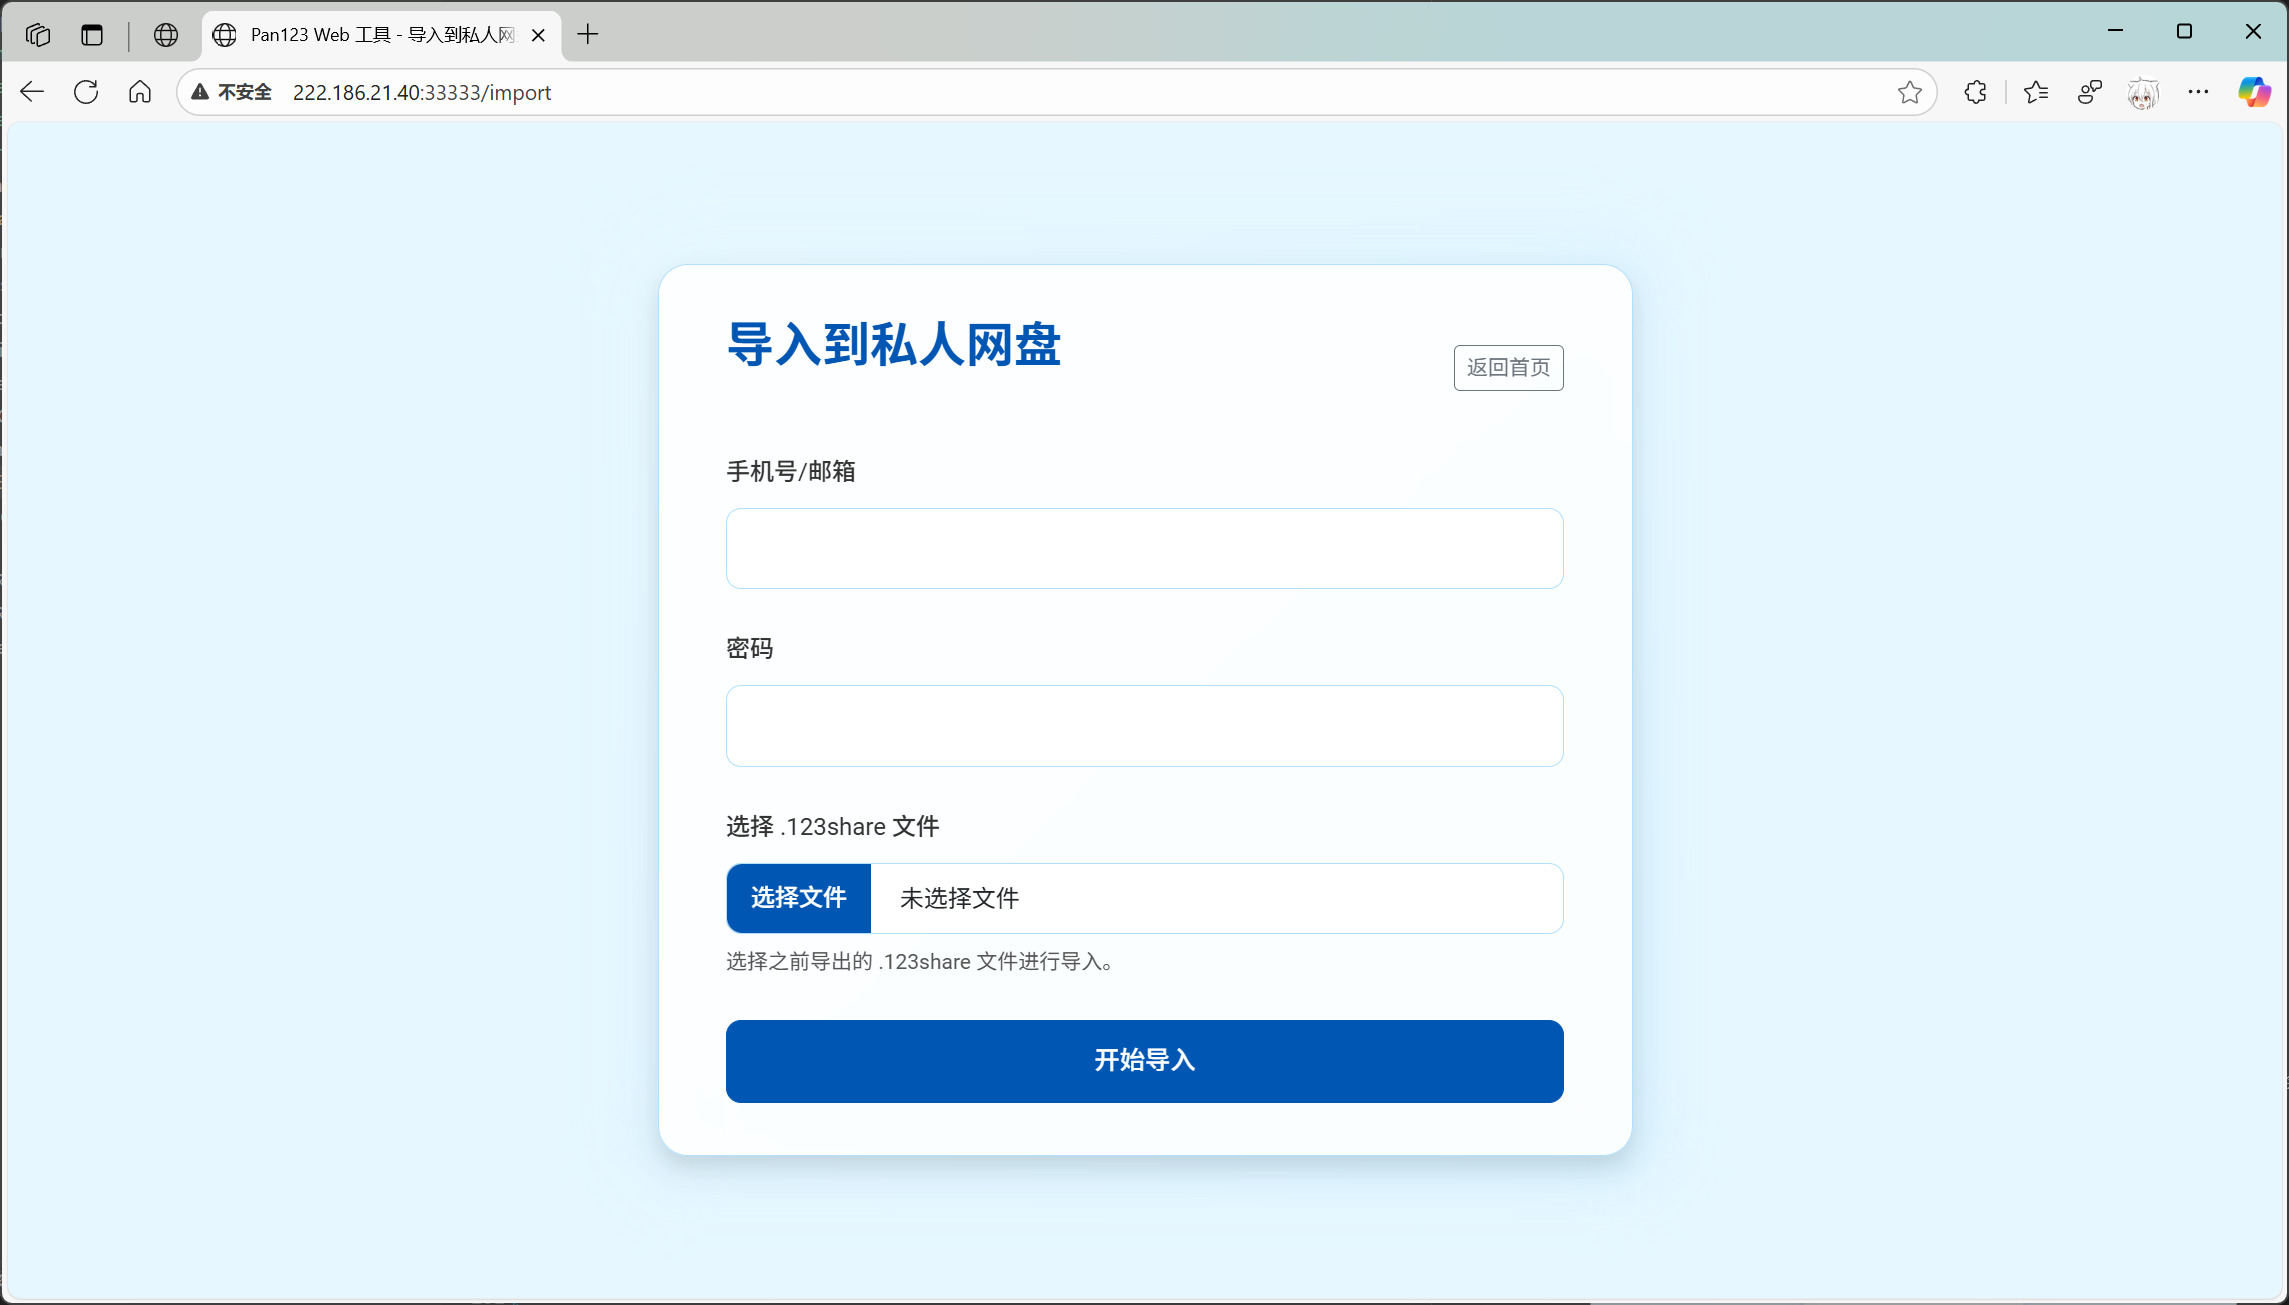 Pan123 Web 工具 - 导入到私人网
不安全 222.186.21.40:33333/import
导入到私人网盘
返回首页
手机号/邮箱
密码
选择 .123share 文件
选择文件 未选择文件
选择之前导出的 .123share 文件进行导入。
开始导入